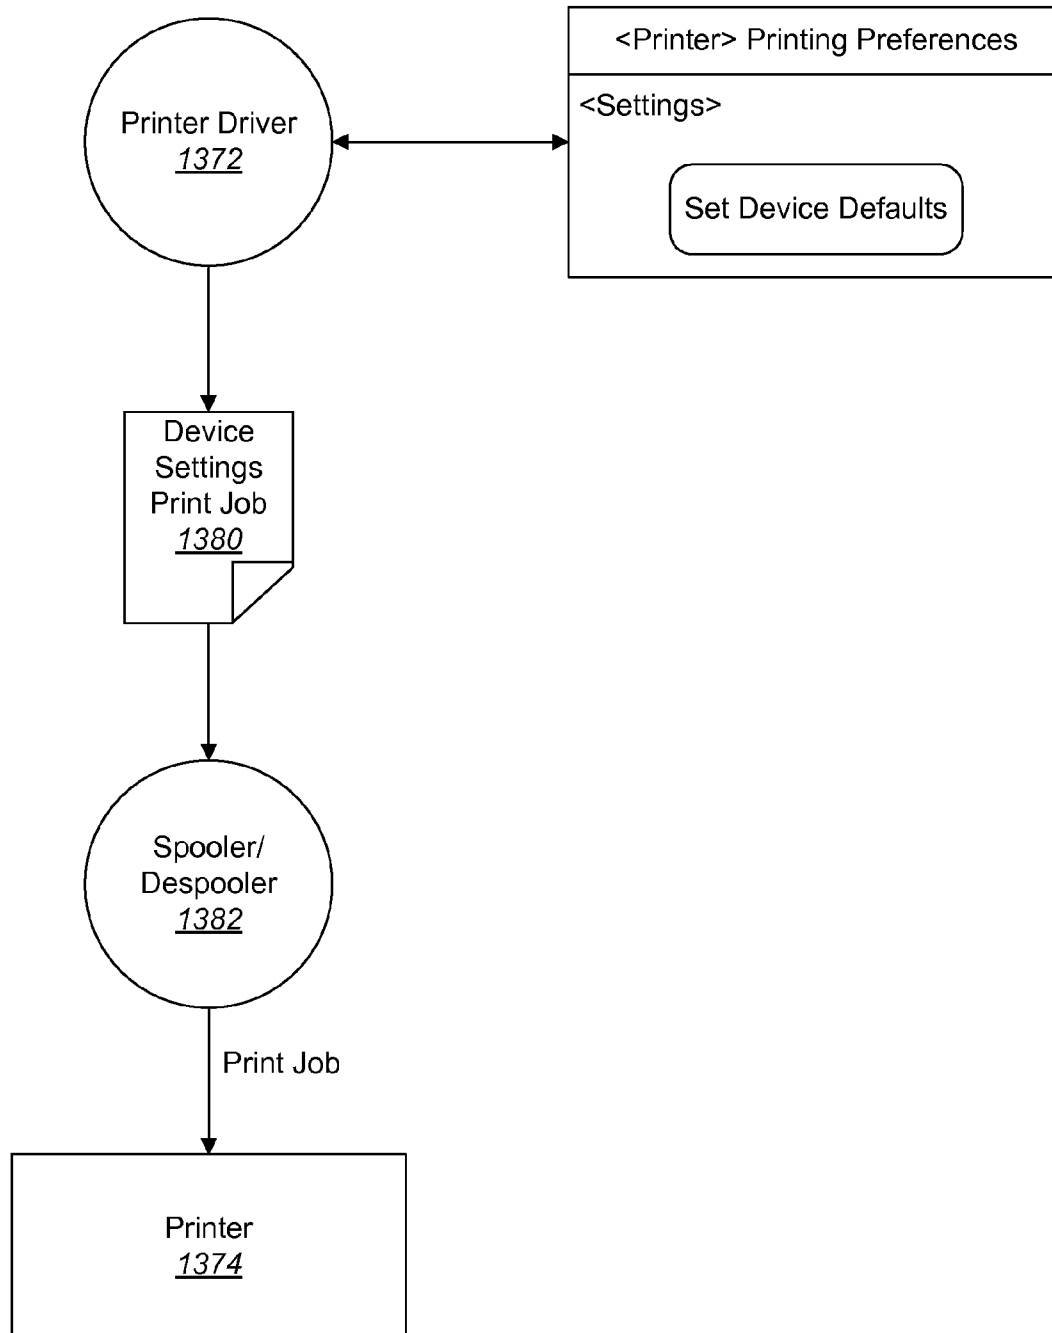 Printer Driver
1372
<Printer> Printing Preferences
<Settings>
Set Device Defaults
Device
Settings
Print Job
1380
Spooler/
Despooler
1382
Print Job
Printer
1374